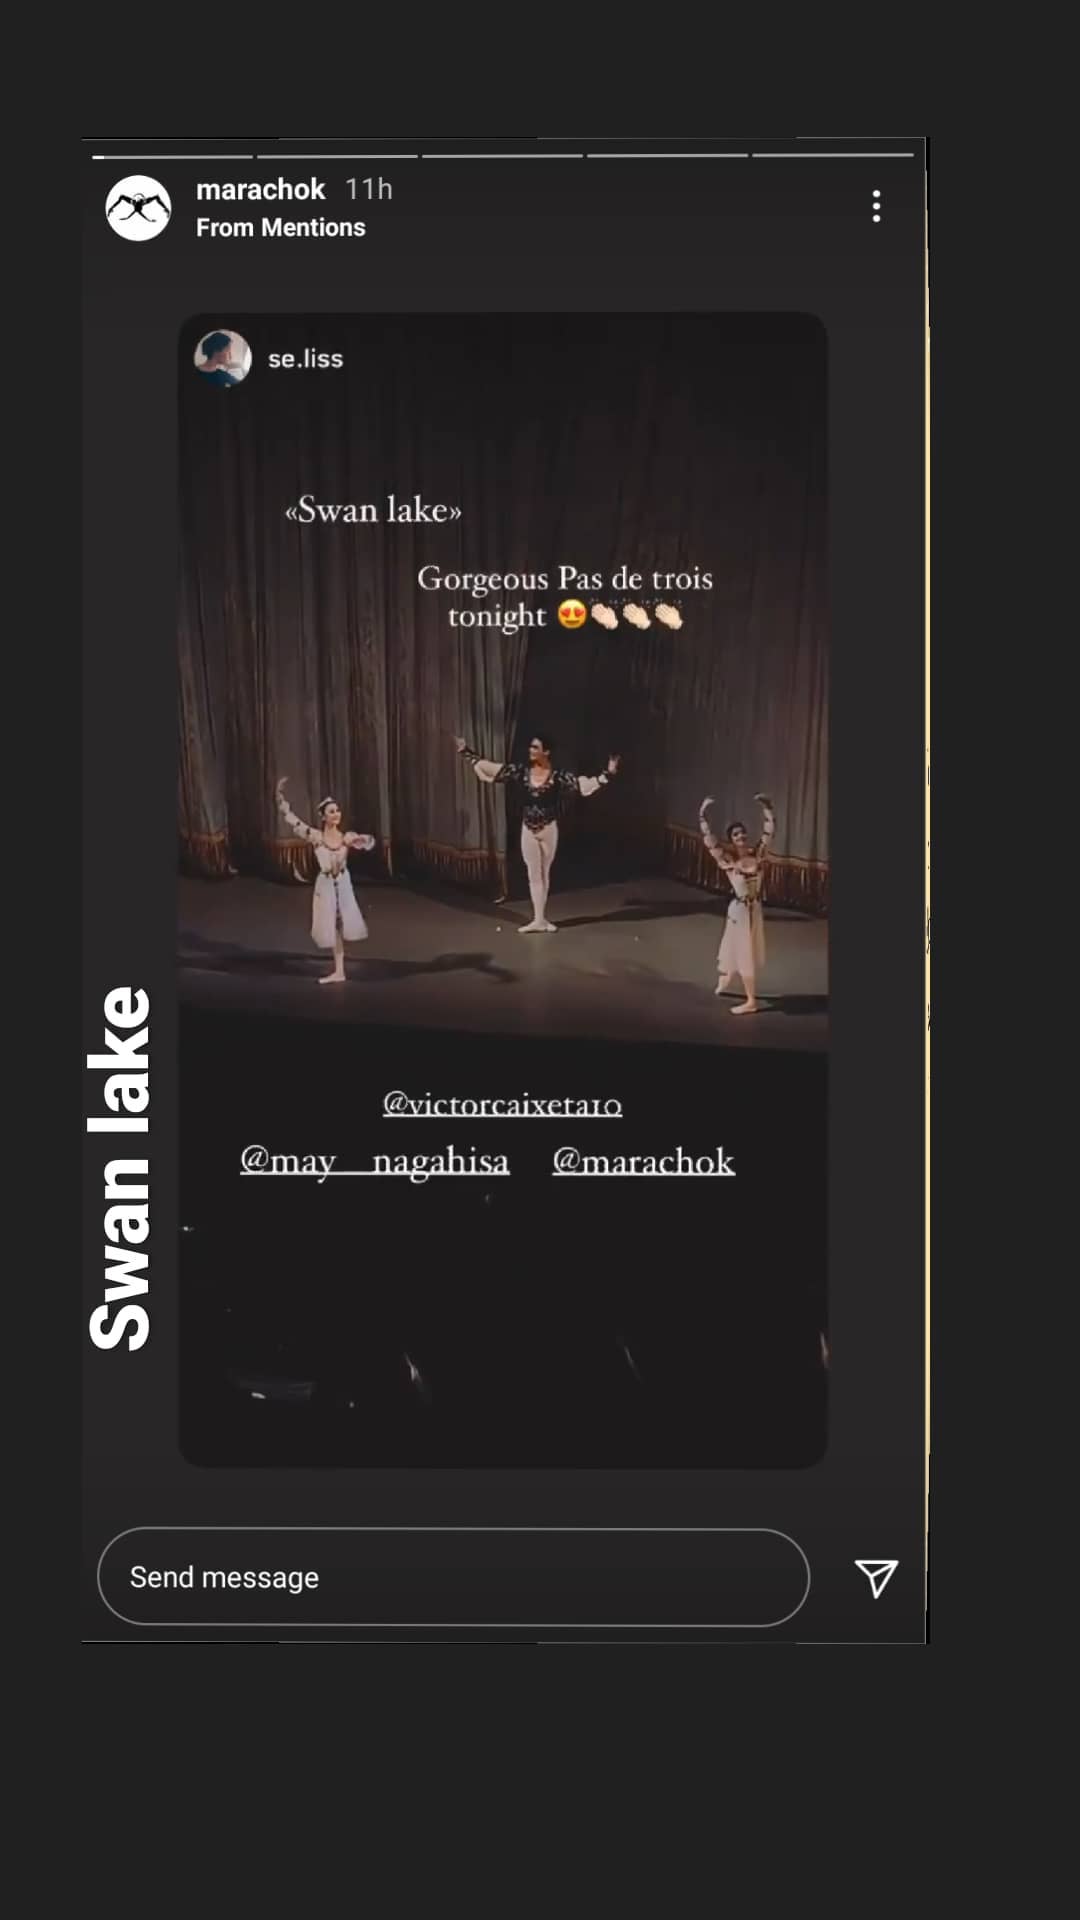 marachok 11h
From Mentions
se.liss
«Swan lake»
Gorgeous Pas de trois
tonight 😍👏🏻👏🏻👏🏻
@victorcaixeta10
@may__nagahisa @marachok
Swan lake
Send message